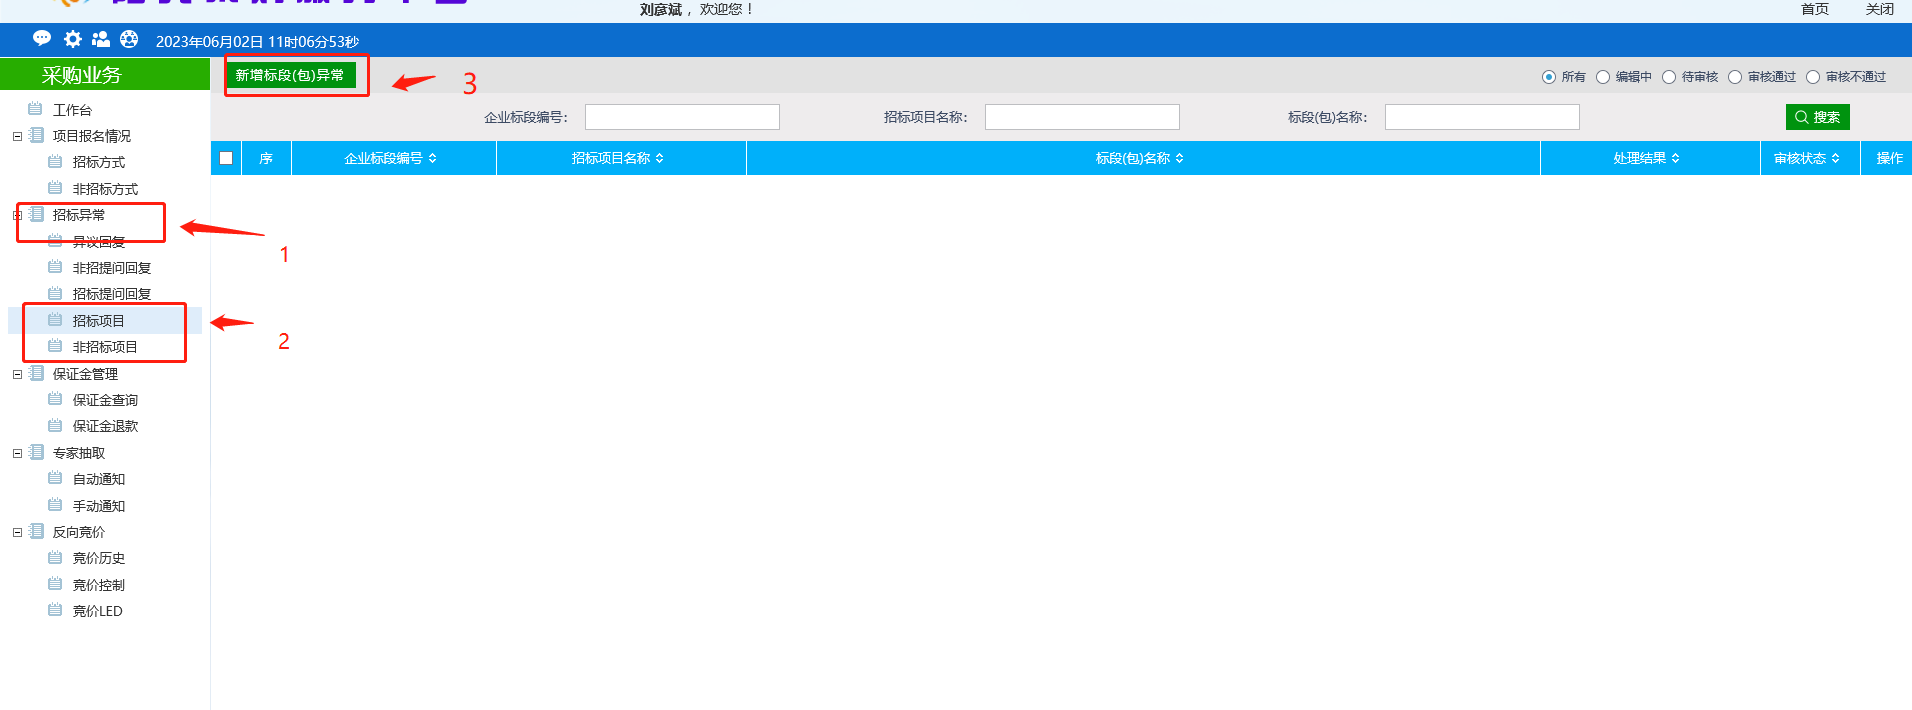 刘彦斌， 欢迎您！
首页 关闭
2023年06月02日 11时06分53秒
采购业务
新增标段(包)异常
3
所有 编辑中 待审核 审核通过 审核不通过
企业标段编号： 招标项目名称： 标段(包)名称： 搜索
序 企业标段编号 招标项目名称 标段(包)名称 处理结果 审核状态 操作
工作台
项目报名情况
招标方式
非招标方式
招标异常
1
异议回复
非招提问回复
招标提问回复
招标项目
2
非招标项目
保证金管理
保证金查询
保证金退款
专家抽取
自动通知
手动通知
反向竞价
竞价历史
竞价控制
竞价LED